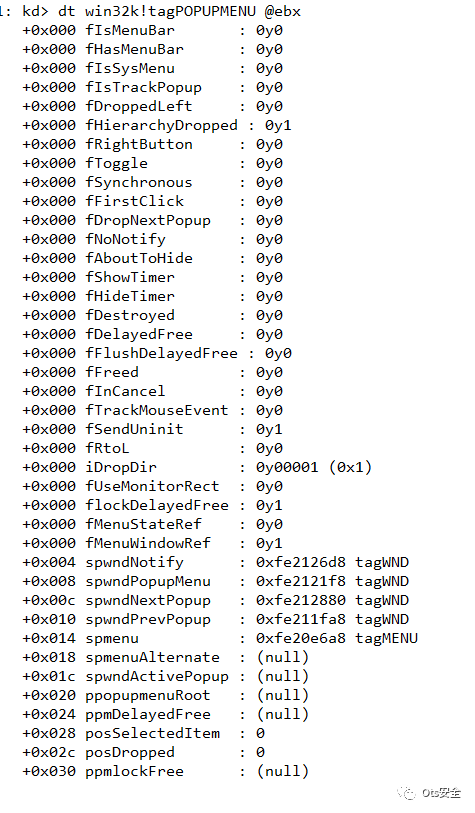 1: kd> dt win32k!tagPOPUPMENU @ebx
+0x000 fIsMenuBar : 0y0
+0x000 fHasMenuBar : 0y0
+0x000 fIsSysMenu : 0y0
+0x000 fIsTrackPopup : 0y0
+0x000 fDroppedLeft : 0y0
+0x000 fHierarchyDropped : 0y1
+0x000 fRightButton : 0y0
+0x000 fToggle : 0y0
+0x000 fSynchronous : 0y0
+0x000 fFirstClick : 0y0
+0x000 fDropNextPopup : 0y0
+0x000 fNoNotify : 0y0
+0x000 fAboutToHide : 0y0
+0x000 fShowTimer : 0y0
+0x000 fHideTimer : 0y0
+0x000 fDestroyed : 0y0
+0x000 fDelayedFree : 0y0
+0x000 fFlushDelayedFree : 0y0
+0x000 fFreed : 0y0
+0x000 fInCancel : 0y0
+0x000 fTrackMouseEvent : 0y0
+0x000 fSendUninit : 0y1
+0x000 fRtoL : 0y0
+0x000 iDropDir : 0y00001 (0x1)
+0x000 fUseMonitorRect : 0y0
+0x000 flockDelayedFree : 0y1
+0x000 fMenuStateRef : 0y0
+0x000 fMenuWindowRef : 0y1
+0x004 spwndNotify : 0xfe2126d8 tagWND
+0x008 spwndPopupMenu : 0xfe2121f8 tagWND
+0x00c spwndNextPopup : 0xfe212880 tagWND
+0x010 spwndPrevPopup : 0xfe211fa8 tagWND
+0x014 spmenu : 0xfe20e6a8 tagMENU
+0x018 spmenuAlternate : (null)
+0x01c spwndActivePopup : (null)
+0x020 ppopupmenuRoot : (null)
+0x024 ppmDelayedFree : (null)
+0x028 posSelectedItem : 0
+0x02c posDropped : 0
+0x030 ppmlockFree : (null)
Ots安全